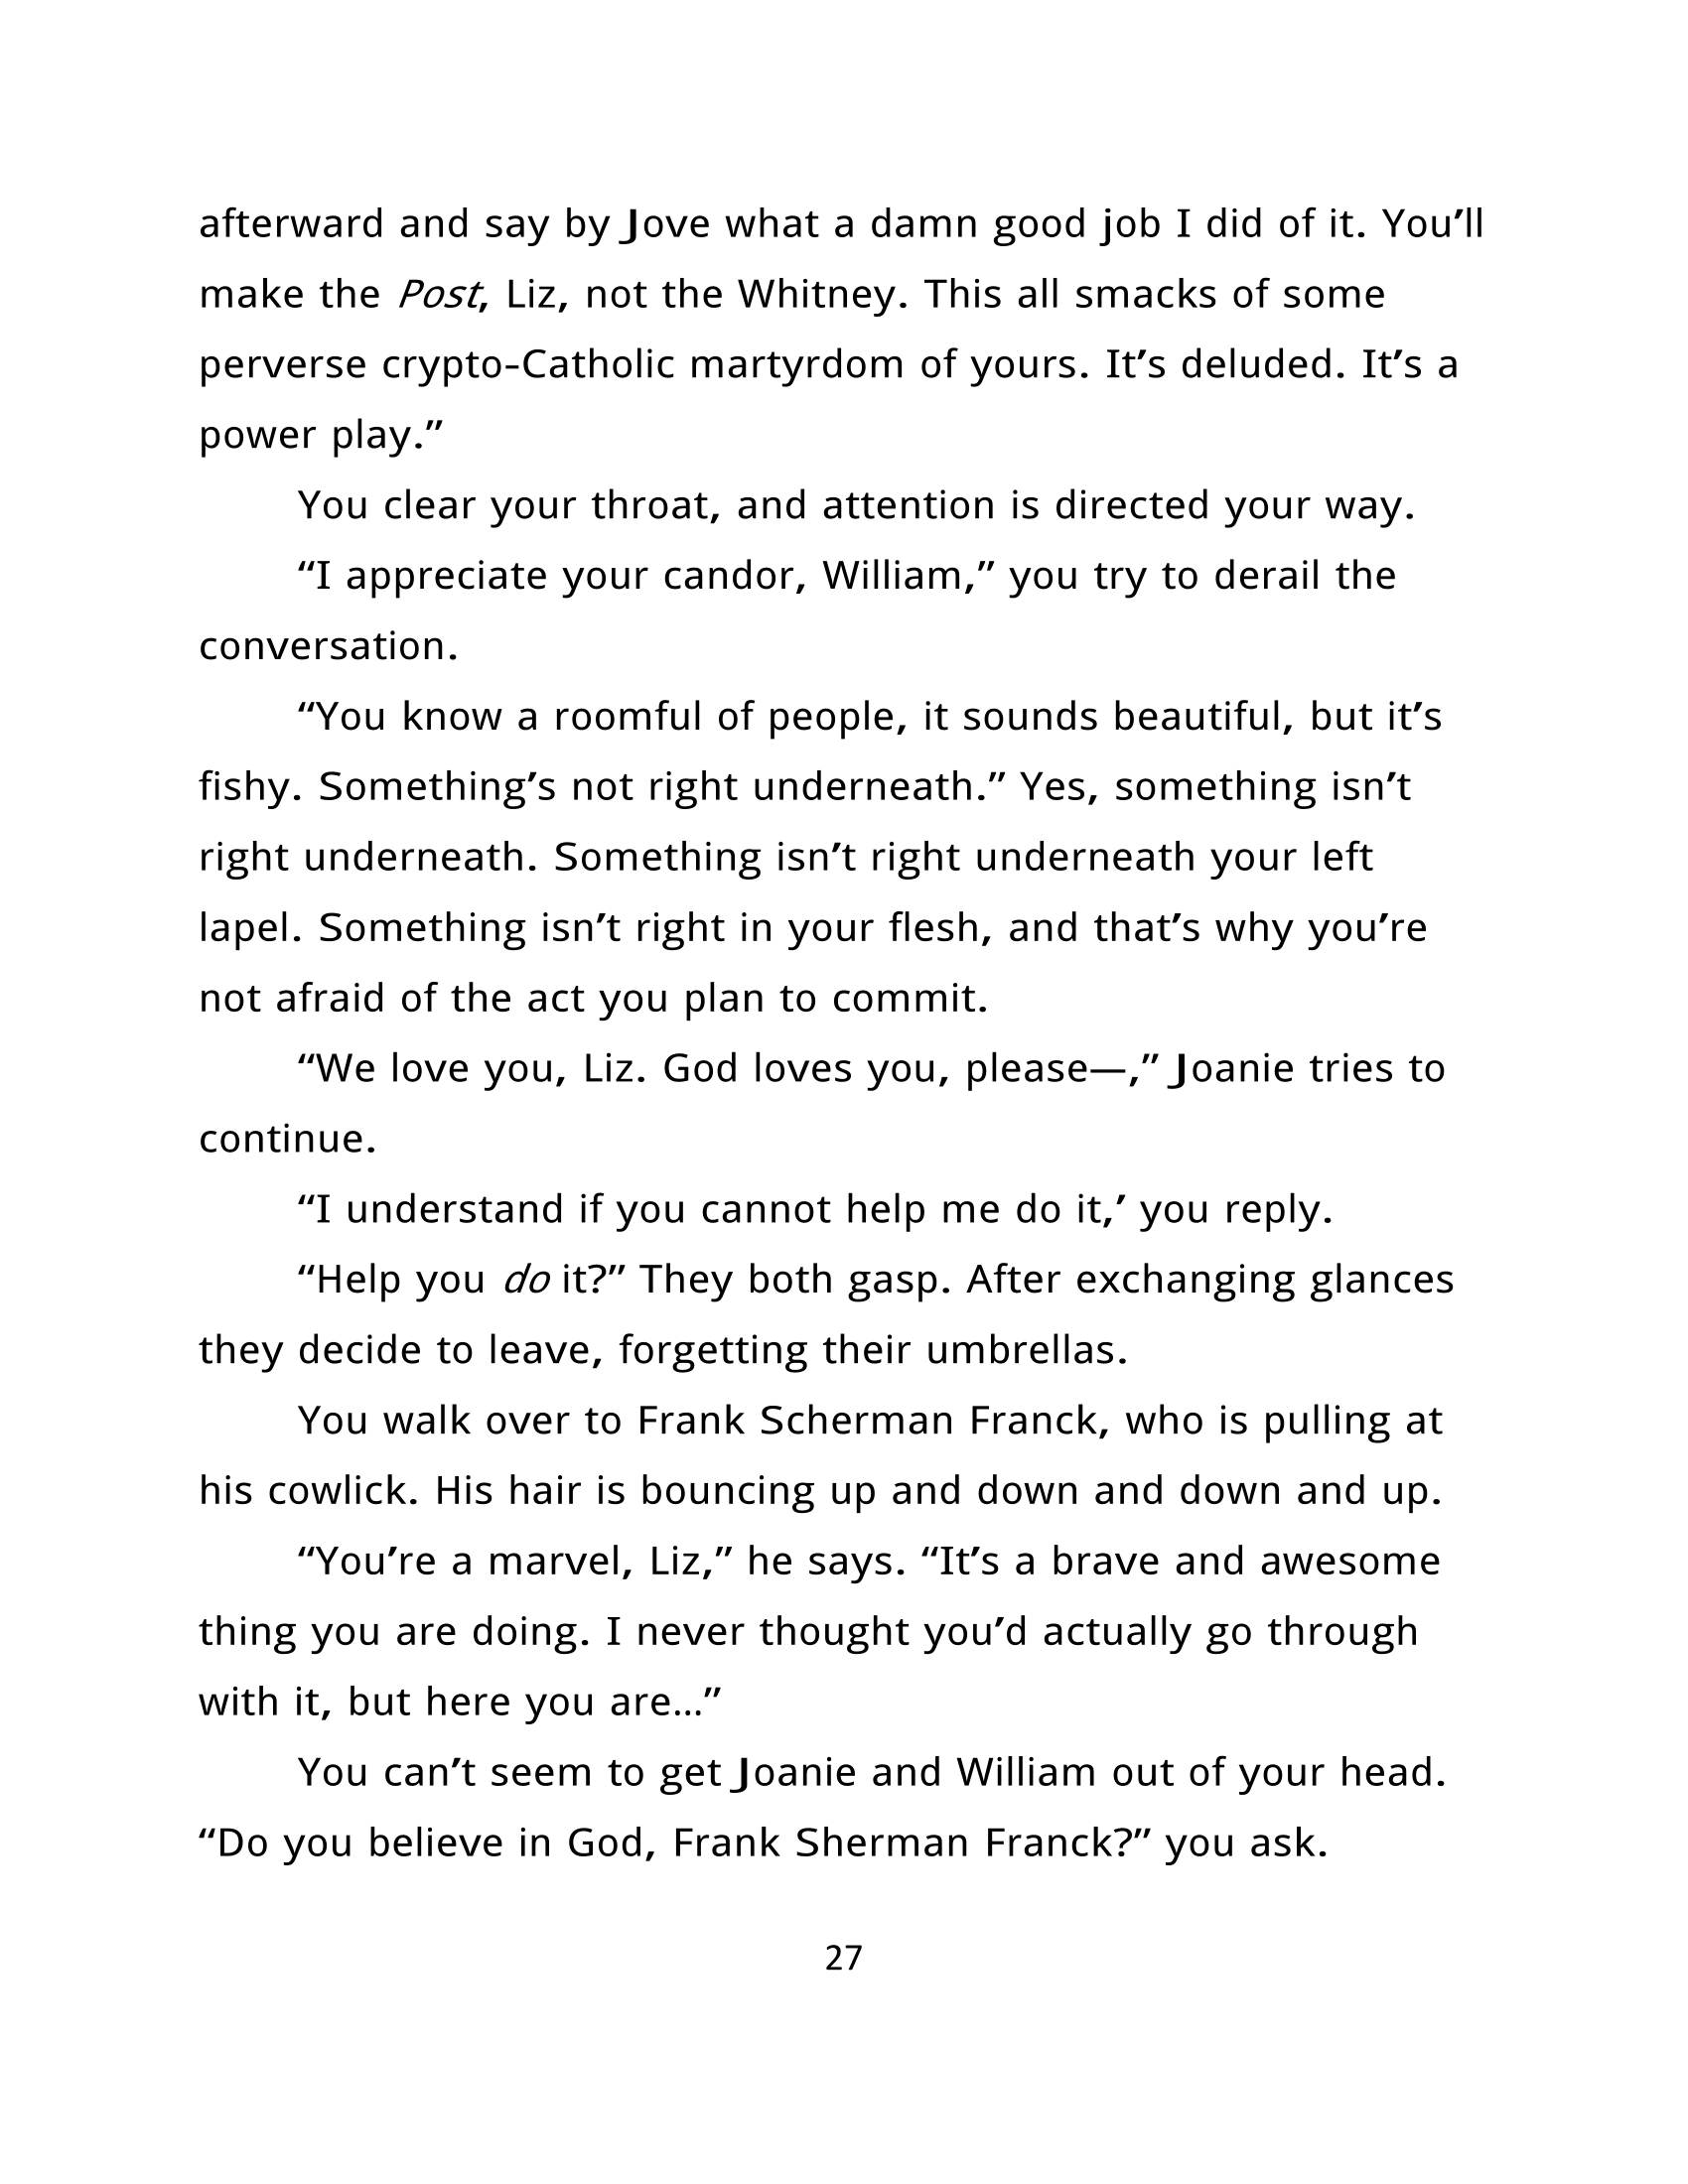 afterward and say by Jove what a damn good job I did of it. You’ll
make the Post, Liz, not the Whitney. This all smacks of some
perverse crypto-Catholic martyrdom of yours. It’s deluded. It’s a
power play.”
You clear your throat, and attention is directed your way.
“I appreciate your candor, William,” you try to derail the
conversation.
“You know a roomful of people, it sounds beautiful, but it’s
fishy. Something’s not right underneath.” Yes, something isn’t
right underneath. Something isn’t right underneath your left
lapel. Something isn’t right in your flesh, and that’s why you’re
not afraid of the act you plan to commit.
“We love you, Liz. God loves you, please—,” Joanie tries to
continue.
“I understand if you cannot help me do it,’ you reply.
“Help you do it?” They both gasp. After exchanging glances
they decide to leave, forgetting their umbrellas.
You walk over to Frank Scherman Franck, who is pulling at
his cowlick. His hair is bouncing up and down and down and up.
“You’re a marvel, Liz,” he says. “It’s a brave and awesome
thing you are doing. I never thought you’d actually go through
with it, but here you are…”
You can’t seem to get Joanie and William out of your head.
“Do you believe in God, Frank Sherman Franck?” you ask.
27